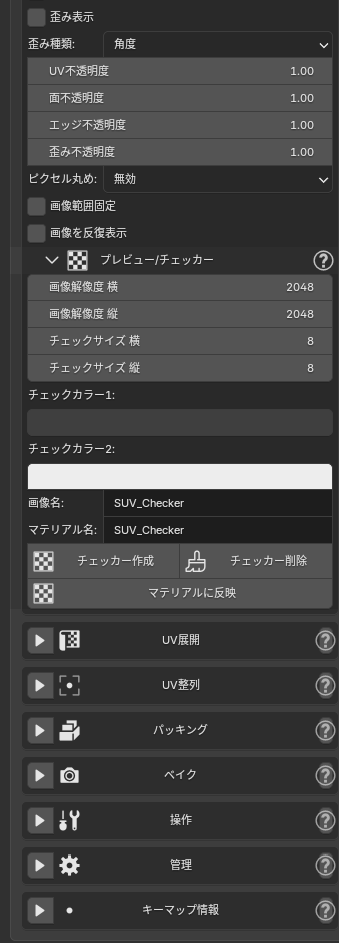 歪み表示
歪み種類: 角度
UV不透明度 1.00
面不透明度 1.00
エッジ不透明度 1.00
歪み不透明度 1.00
ピクセル丸め: 無効
画像範囲固定
画像を反復表示
プレビュー/チェッカー
画像解像度 横 2048
画像解像度 縦 2048
チェックサイズ 横 8
チェックサイズ 縦 8
チェックカラー1:
チェックカラー2:
画像名: SUV_Checker
マテリアル名: SUV_Checker
チェッカー作成 チェッカー削除
マテリアルに反映
UV展開
UV整列
パッキング
ベイク
操作
管理
キーマップ情報